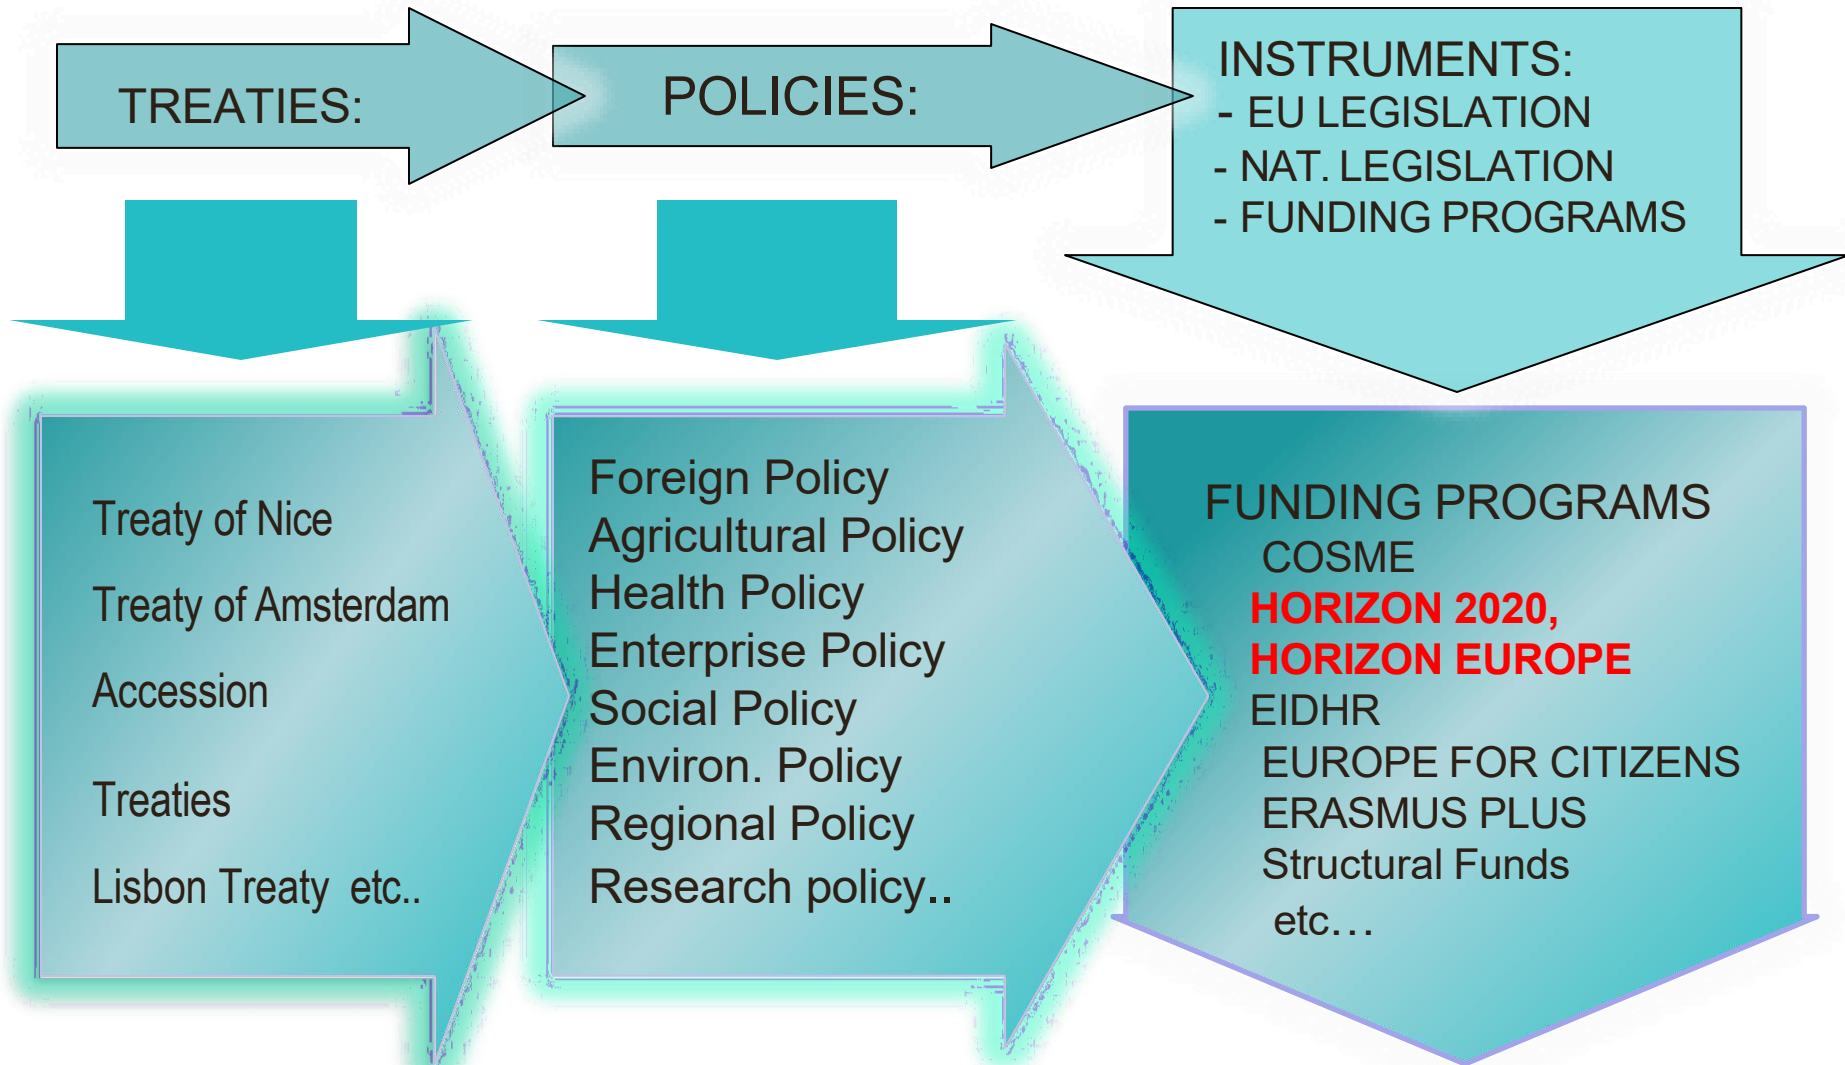 TREATIES:
POLICIES:
INSTRUMENTS:
- EU LEGISLATION
- NAT. LEGISLATION
- FUNDING PROGRAMS
Treaty of Nice
Treaty of Amsterdam
Accession
Treaties
Lisbon Treaty etc..
Foreign Policy
Agricultural Policy
Health Policy
Enterprise Policy
Social Policy
Environ. Policy
Regional Policy
Research policy..
FUNDING PROGRAMS
COSME
HORIZON 2020,
HORIZON EUROPE
EIDHR
EUROPE FOR CITIZENS
ERASMUS PLUS
Structural Funds
etc...